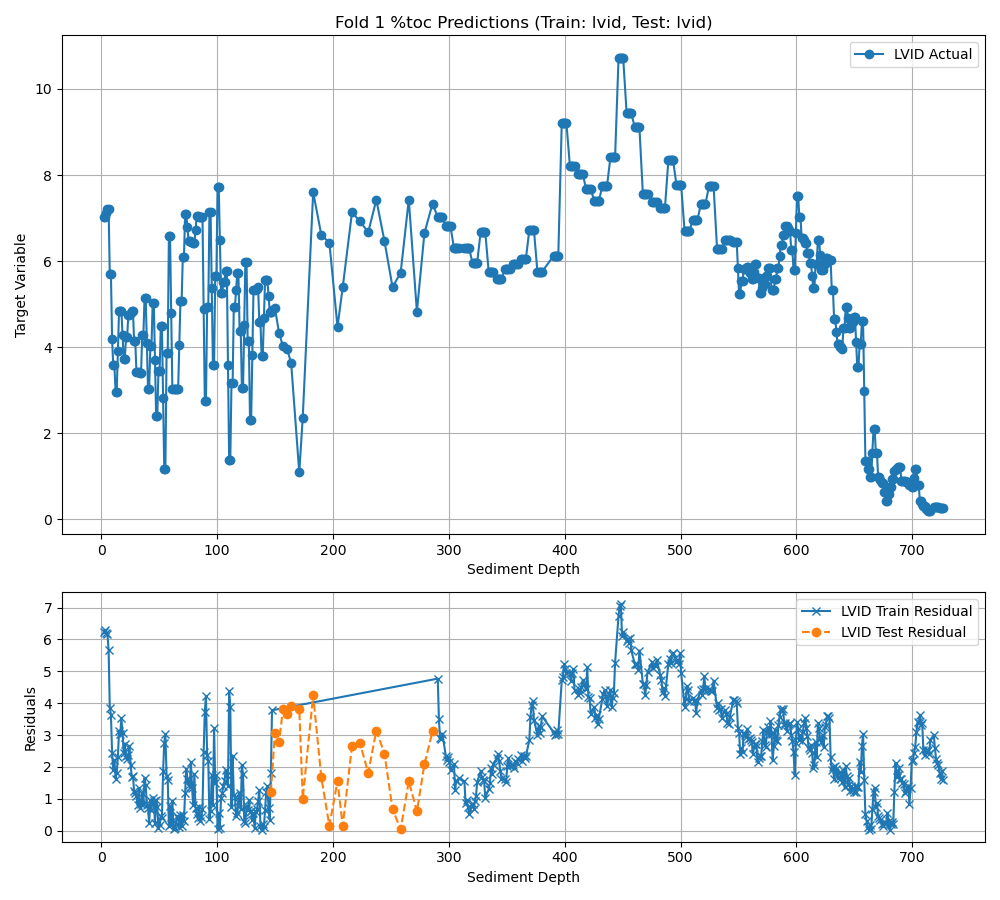 Fold 1 %toc Predictions (Train: lvid, Test: lvid)
LVID Actual
Target Variable
10
8
6
4
2
0
0 100 200 300 400 500 600 700
Sediment Depth
LVID Train Residual
LVID Test Residual
Residuals
7
6
5
4
3
2
1
0
0 100 200 300 400 500 600 700
Sediment Depth